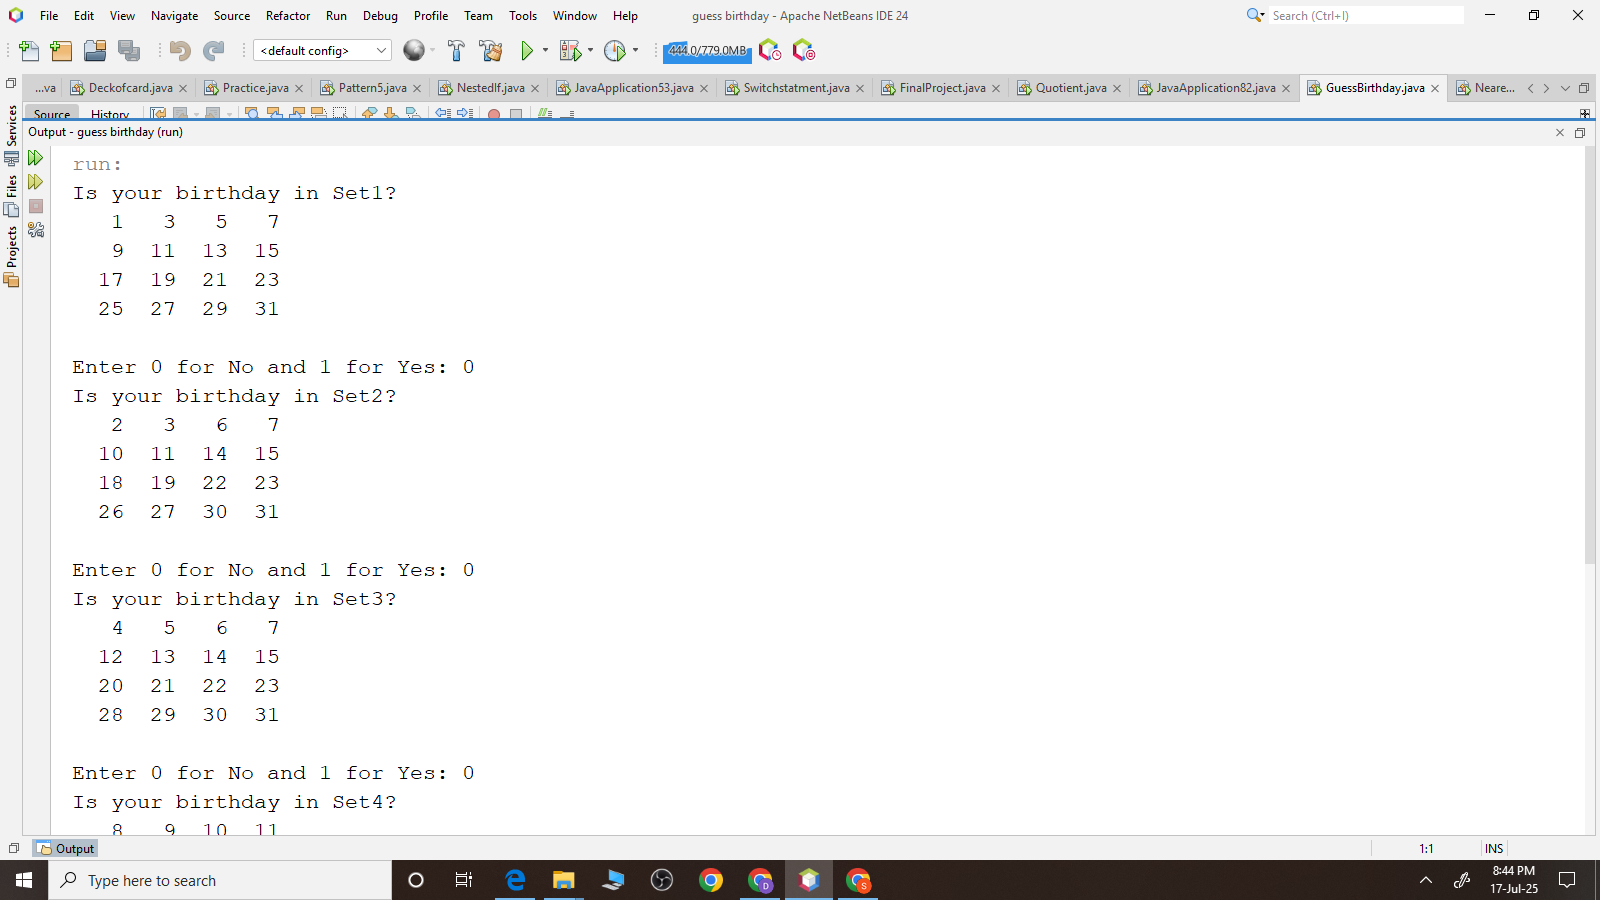 File Edit View Navigate Source Refactor Run Debug Profile Team Tools Window Help guess birthday - Apache NetBeans IDE 24 Search (Ctrl+I)
<default config> 444.0/779.0MB
...va Deckofcard.java Practice.java Pattern5.java NestedIf.java JavaApplication53.java Switchstatment.java FinalProject.java Quotient.java JavaApplication82.java GuessBirthday.java Neare...
Source History
Output - guess birthday (run)
Services
Files
Projects
run:
Is your birthday in Set1?
1 3 5 7
9 11 13 15
17 19 21 23
25 27 29 31
Enter 0 for No and 1 for Yes: 0
Is your birthday in Set2?
2 3 6 7
10 11 14 15
18 19 22 23
26 27 30 31
Enter 0 for No and 1 for Yes: 0
Is your birthday in Set3?
4 5 6 7
12 13 14 15
20 21 22 23
28 29 30 31
Enter 0 for No and 1 for Yes: 0
Is your birthday in Set4?
8 9 10 11
Output 1:1 INS
Type here to search 8:44 PM
17-Jul-25